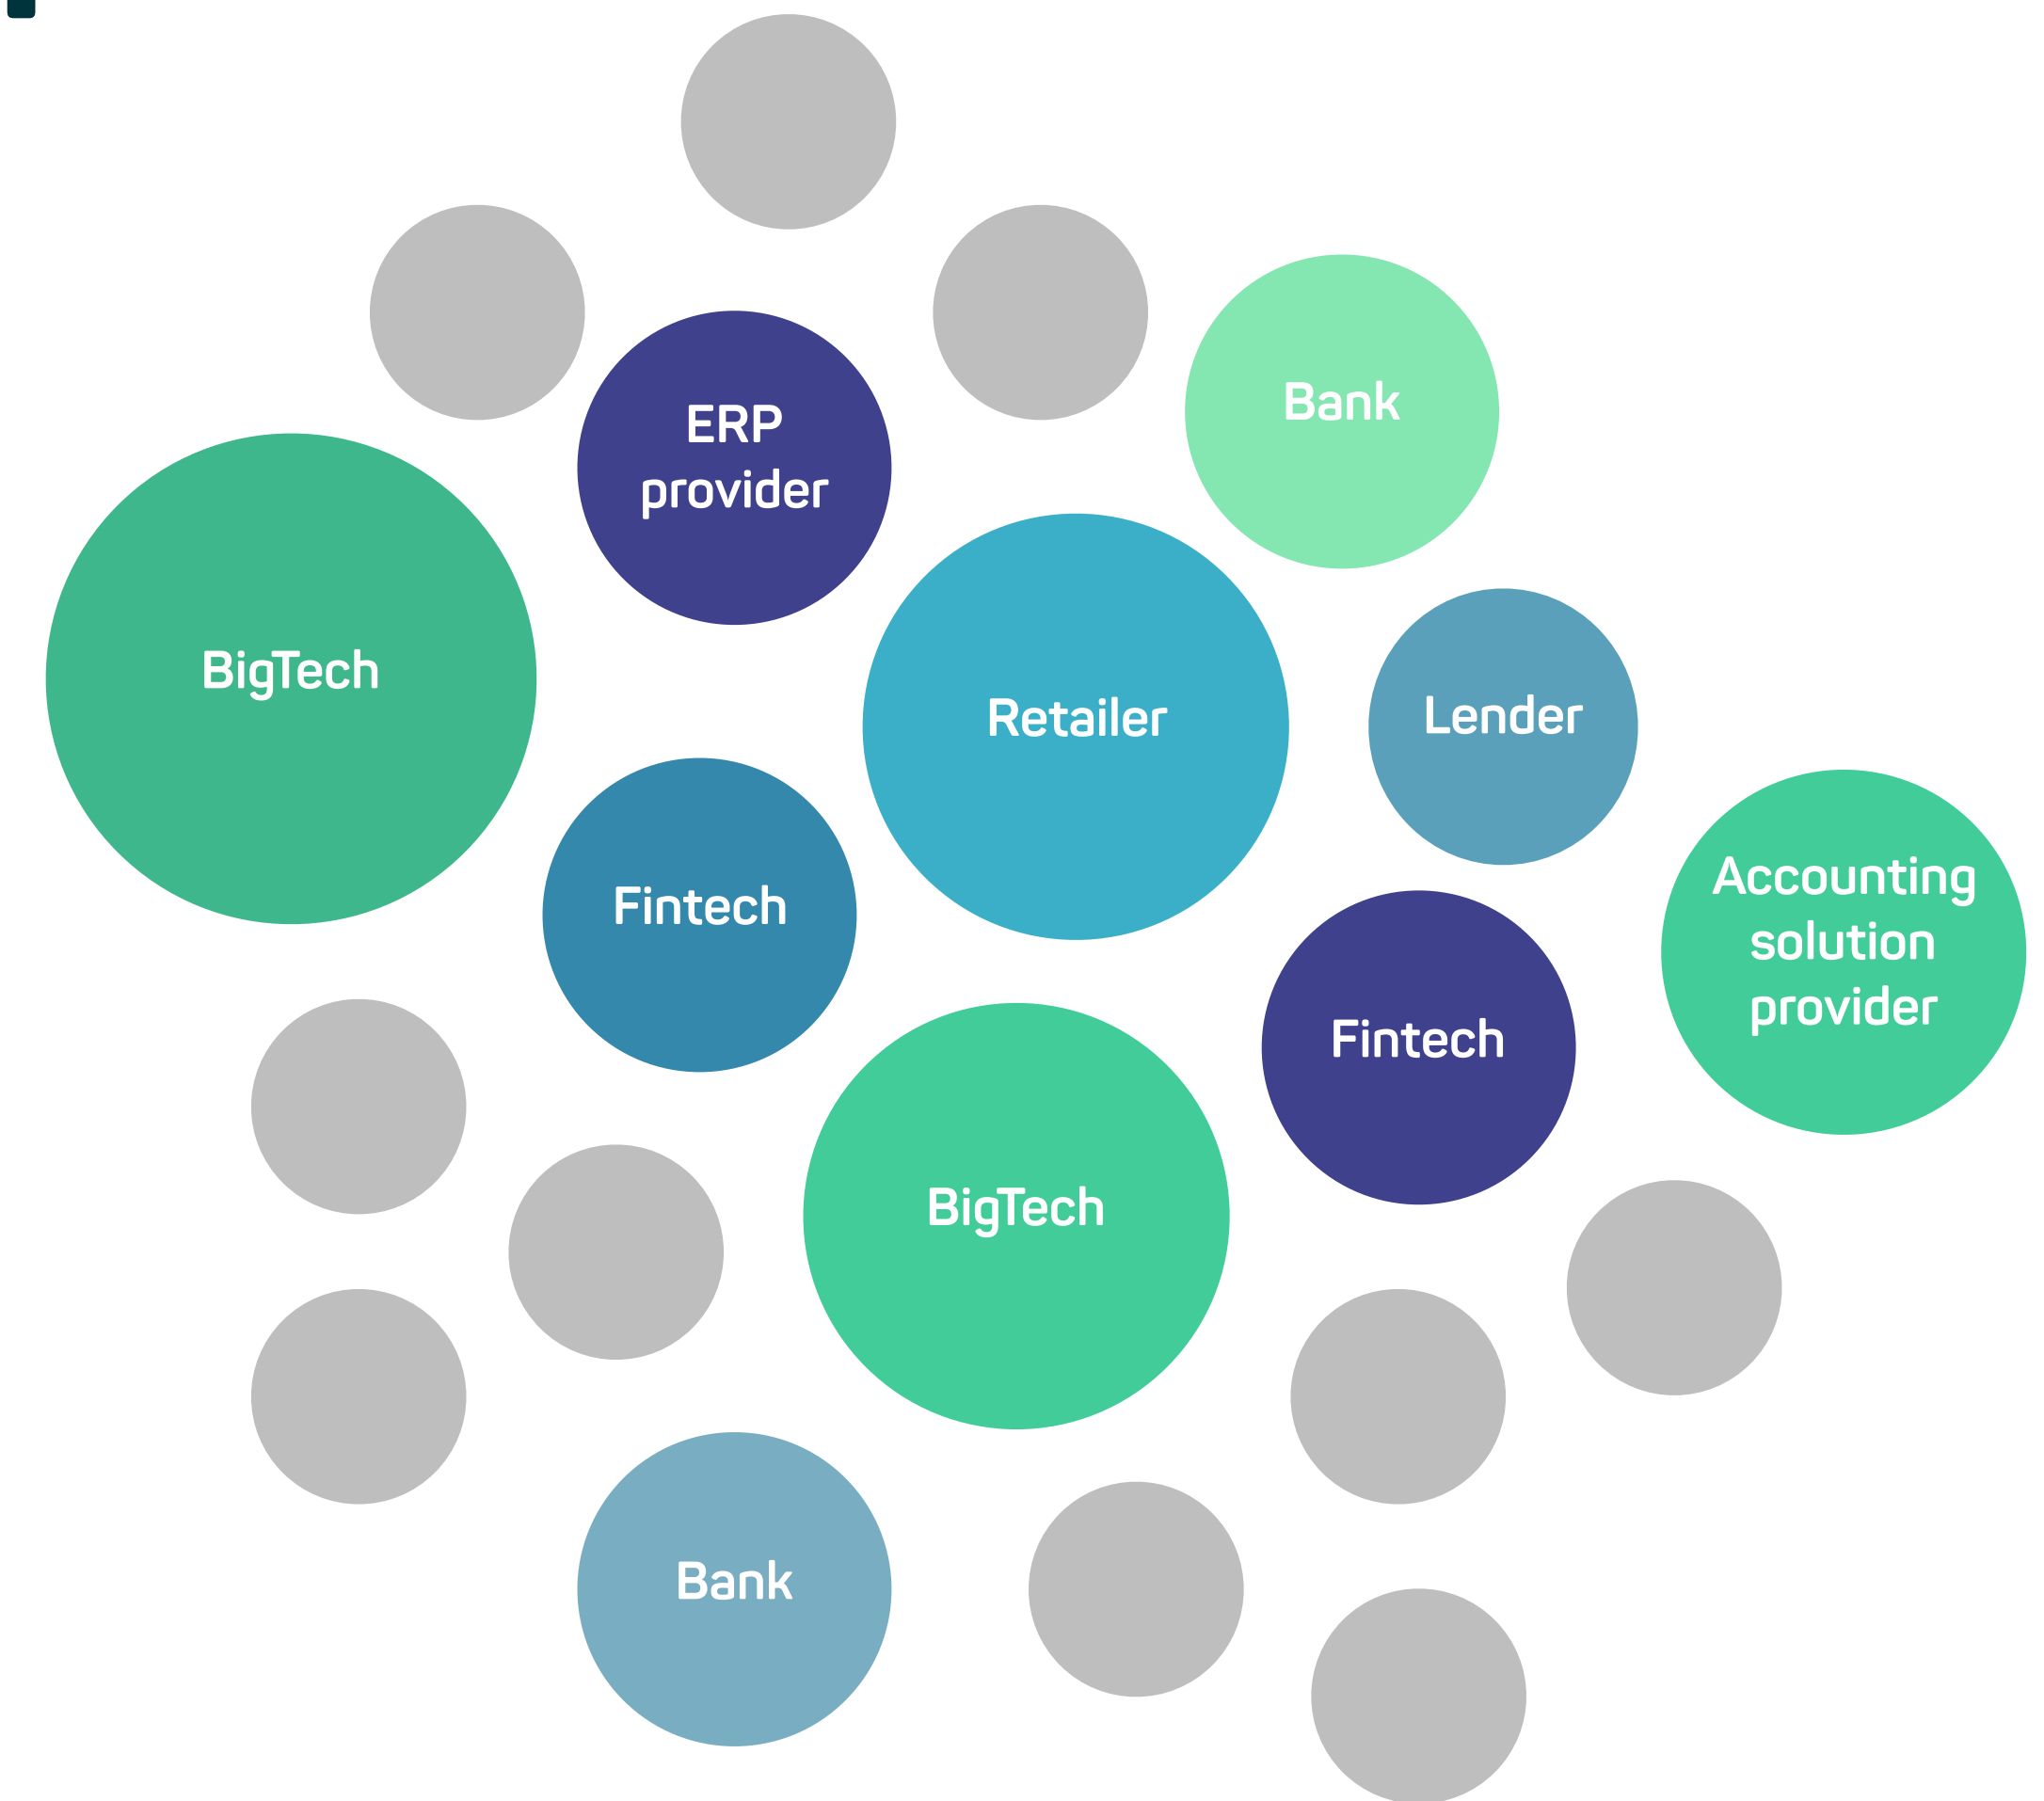 Bank
ERP
provider
BigTech
Retailer
Lender
Accounting
solution
provider
Fintech
Fintech
BigTech
Bank